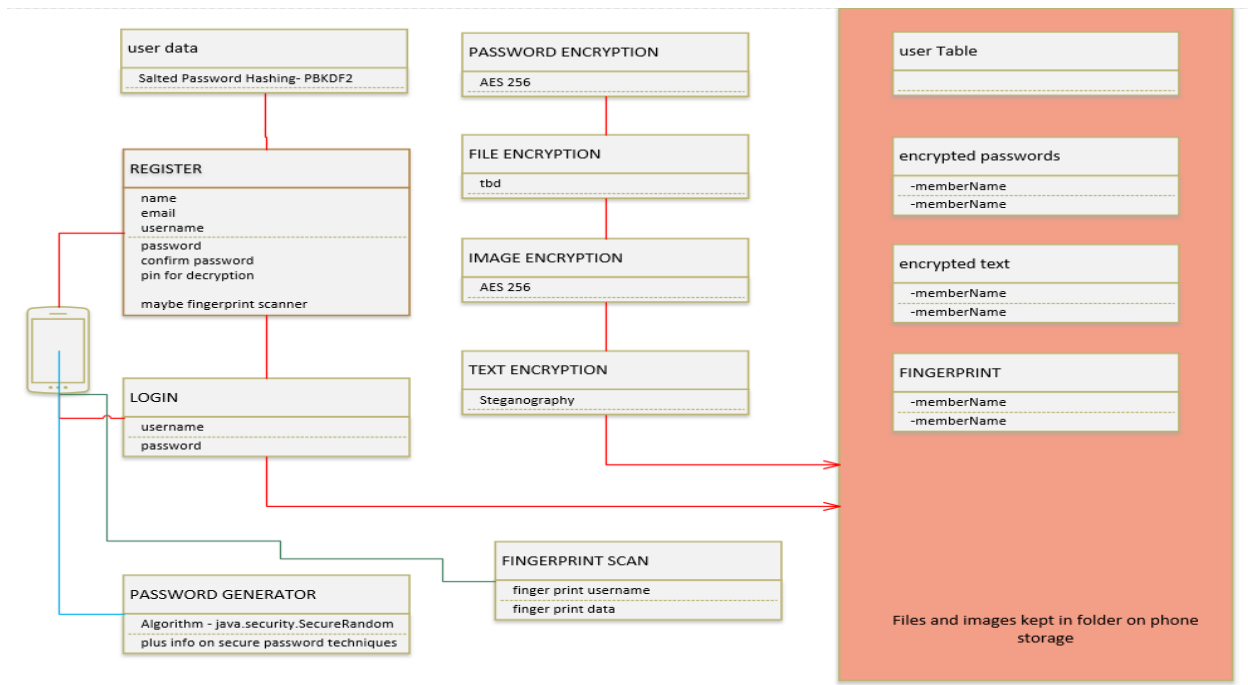 user data
Salted Password Hashing- PBKDF2
REGISTER
name
email
username
password
confirm password
pin for decryption
maybe fingerprint scanner
LOGIN
username
password
PASSWORD GENERATOR
Algorithm - java.security.SecureRandom
plus info on secure password techniques
PASSWORD ENCRYPTION
AES 256
FILE ENCRYPTION
tbd
IMAGE ENCRYPTION
AES 256
TEXT ENCRYPTION
Steganography
FINGERPRINT SCAN
finger print username
finger print data
user Table
encrypted passwords
-memberName
-memberName
encrypted text
-memberName
-memberName
FINGERPRINT
-memberName
-memberName
Files and images kept in folder on phone
storage